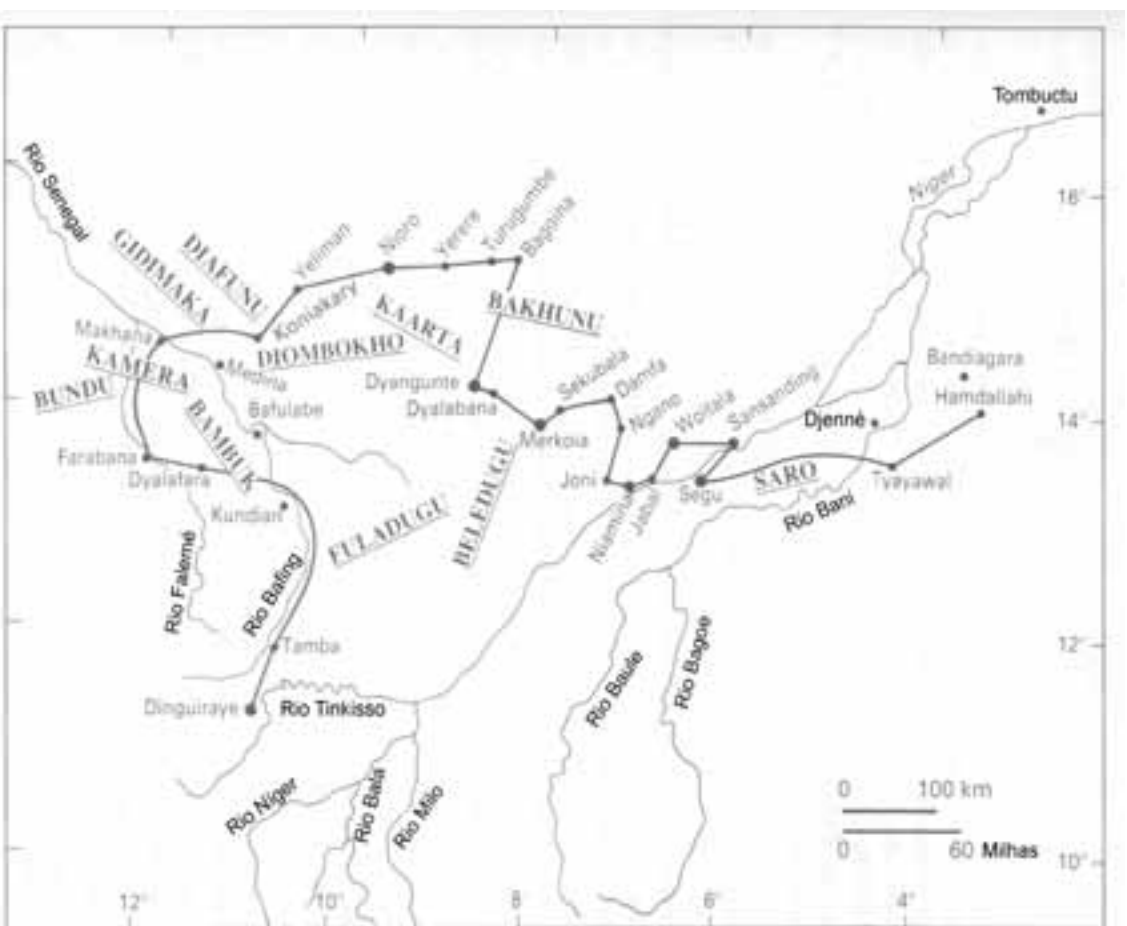 Tombuctu
Rio Senegal
Niger
16°
GIDIMAKA
DIAFUNU
Yeliman
Nioro
Yerere
Turugumbe
Bagoina
Makhana
Koniakary
KAARTA
BAKHUNU
KAMERA
DIOMBOKHO
Medina
BUNDU
Bafulabe
BAMBUK
Dyangunte
Dyalabana
Sekubela
Damfa
Merkoia
Ngano
Woitala
Sansanding
Bandiagara
Hamdallahi
Djenné
14°
Farabana
Dyalafara
Kundian
FULADUGU
BELEDUGU
Joni
Niamina
Jabal
Segu
SARO
Tyayawal
Rio Bani
Rio Falemé
Rio Bafing
Tamba
12°
Dinguiraye
Rio Tinkisso
Rio Baule
Rio Bagoe
Rio Niger
Rio Bala
Rio Milo
0 100 km
0 60 Milhas
10°
12° 10° 8 6° 4°